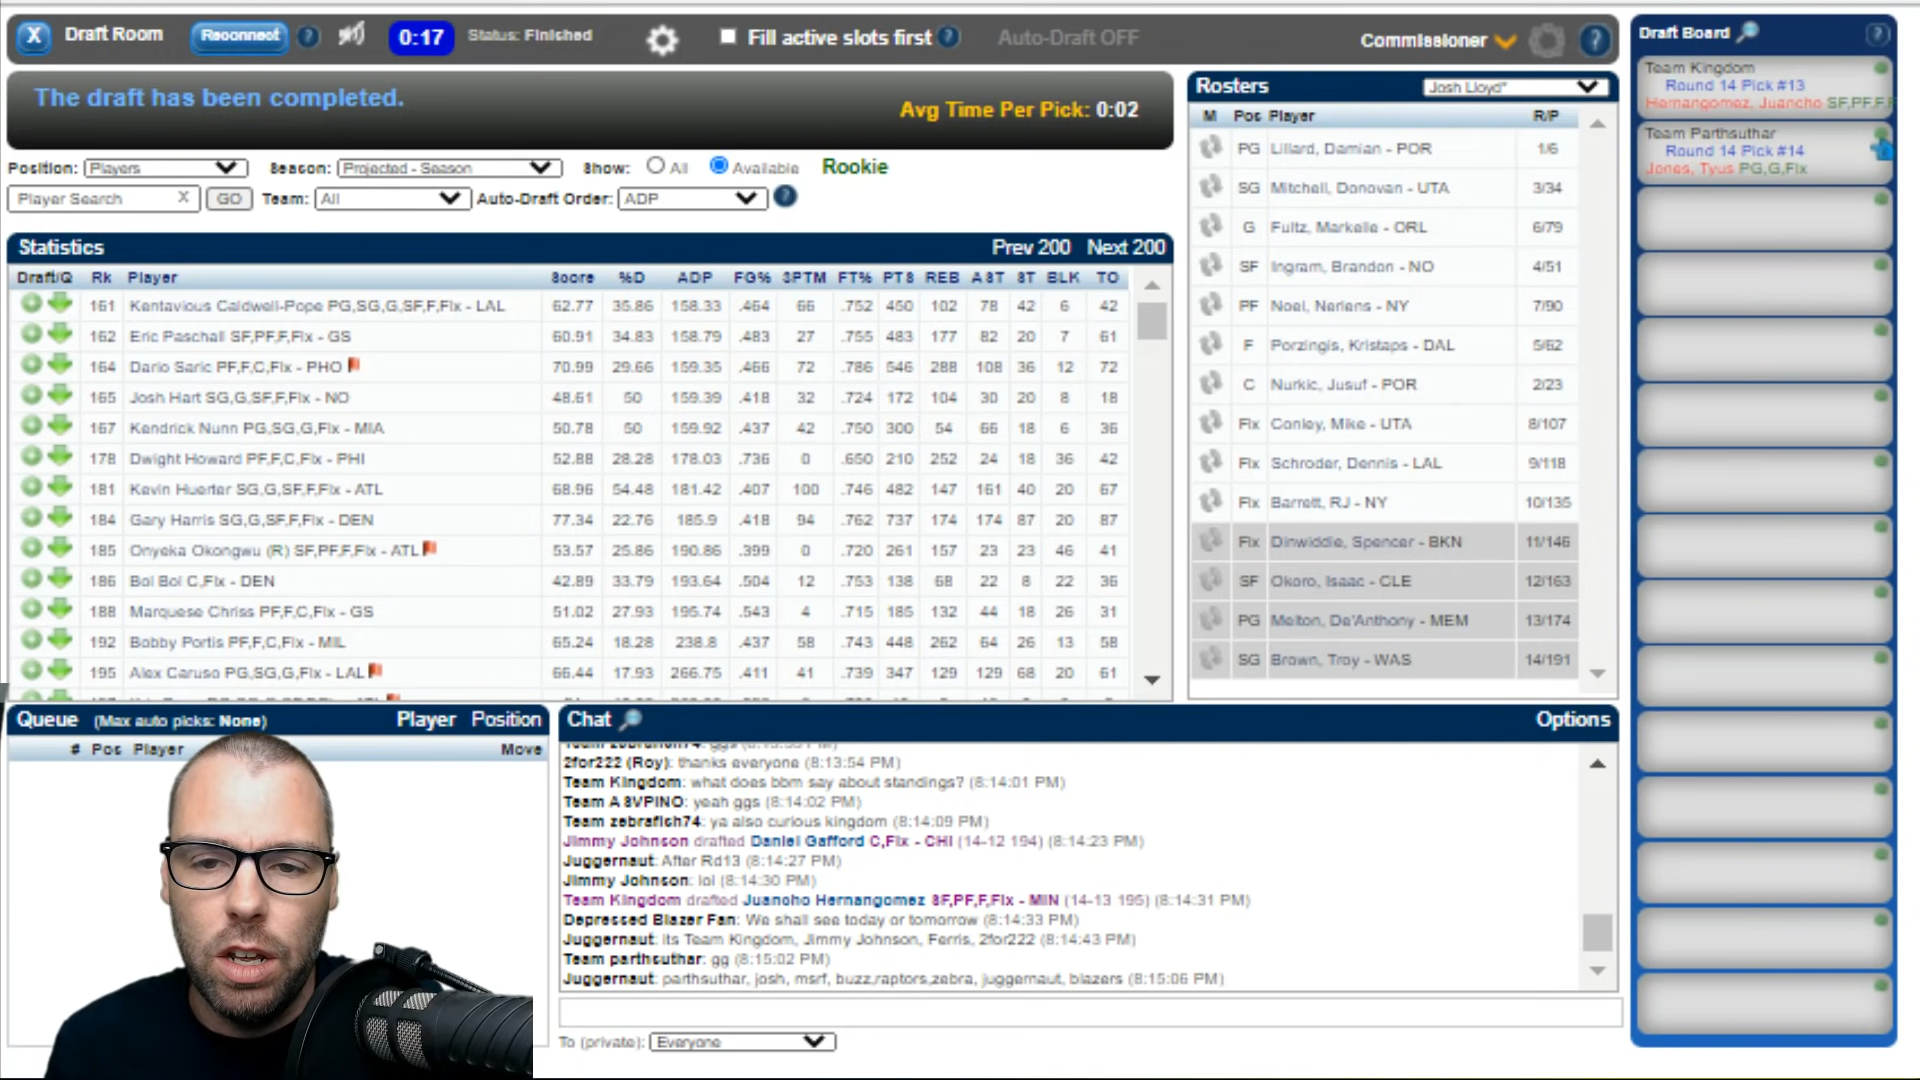 X Draft Room Reconnect ? 0:17 Status: Finished Fill active slots first ? Auto-Draft OFF Commissioner ?
The draft has been completed.
Avg Time Per Pick: 0:02
Position: Players Season: Projected - Season Show: All Available Rookie
Player Search X GO Team: All Auto-Draft Order: ADP ?
Statistics Prev 200 Next 200
Draft/Q Rk Player Score %D ADP FG% 3PTM FT% PTS REB AST ST BLK TO
161 Kentavious Caldwell-Pope PG,SG,G,SF,F,Flx - LAL 62.77 35.86 158.33 .464 66 .752 450 102 78 42 6 42
162 Eric Paschall SF,PF,F,Flx - GS 60.91 34.83 158.79 .483 27 .755 483 177 82 20 7 61
164 Dario Saric PF,F,C,Flx - PHO 70.99 29.66 159.35 .466 72 .786 546 288 108 36 12 72
165 Josh Hart SG,G,SF,F,Flx - NO 48.61 50 159.39 .418 32 .724 172 104 30 20 8 18
167 Kendrick Nunn PG,SG,G,Flx - MIA 50.78 50 159.92 .437 42 .750 300 54 66 18 6 36
178 Dwight Howard PF,F,C,Flx - PHI 52.88 28.28 178.03 .736 0 .650 210 252 24 18 36 42
181 Kevin Huerter SG,G,SF,F,Flx - ATL 68.96 54.48 181.42 .407 100 .746 482 147 161 40 20 67
184 Gary Harris SG,G,SF,F,Flx - DEN 77.34 22.76 185.9 .418 94 .762 737 174 174 87 20 87
185 Onyeka Okongwu (R) SF,PF,F,Flx - ATL 53.57 25.86 190.86 .399 0 .720 261 157 23 23 46 41
186 Bol Bol C,Flx - DEN 42.89 33.79 193.64 .504 12 .753 138 68 22 8 22 36
188 Marquese Chriss PF,F,C,Flx - GS 51.02 27.93 195.74 .543 4 .715 185 132 44 18 26 31
192 Bobby Portis PF,F,C,Flx - MIL 65.24 18.28 238.8 .437 58 .743 448 262 64 26 13 58
195 Alex Caruso PG,SG,G,Flx - LAL 66.44 17.93 266.75 .411 41 .739 347 129 129 68 20 61
Rosters Josh Lloyd*
M Pos Player R/P
PG Lillard, Damian - POR 1/6
SG Mitchell, Donovan - UTA 3/34
G Fultz, Markelle - ORL 6/79
SF Ingram, Brandon - NO 4/51
PF Noel, Nerlens - NY 7/90
F Porzingis, Kristaps - DAL 5/62
C Nurkic, Jusuf - POR 2/23
Flx Conley, Mike - UTA 8/107
Flx Schroder, Dennis - LAL 9/118
Flx Barrett, RJ - NY 10/135
Flx Dinwiddie, Spencer - BKN 11/146
SF Okoro, Isaac - CLE 12/163
PG Melton, De'Anthony - MEM 13/174
SG Brown, Troy - WAS 14/191
Draft Board ?
Team Kingdom
Round 14 Pick #13
Hernangomez, Juancho SF,PF,F,F
Team Parthsuthar
Round 14 Pick #14
Jones, Tyus PG,G,Flx
Queue (Max auto picks: None) Player Position
# Pos Player Move
Chat Options
2for222 (Roy): thanks everyone (8:13:54 PM)
Team Kingdom: what does bbm say about standings? (8:14:01 PM)
Team A SVPINO: yeah ggs (8:14:02 PM)
Team zebrafish74: ya also curious kingdom (8:14:09 PM)
Jimmy Johnson drafted Daniel Gafford C,Flx - CHI (14-12 194) (8:14:23 PM)
Juggernaut: After Rd13 (8:14:27 PM)
Jimmy Johnson: lol (8:14:30 PM)
Team Kingdom drafted Juancho Hernangomez SF,PF,F,Flx - MIN (14-13 195) (8:14:31 PM)
Depressed Blazer Fan: We shall see today or tomorrow (8:14:33 PM)
Juggernaut: its Team Kingdom, Jimmy Johnson, Ferris, 2for222 (8:14:43 PM)
Team parthsuthar: gg (8:15:02 PM)
Juggernaut: parthsuthar, josh, msrf, buzz,raptors,zebra, juggernaut, blazers (8:15:06 PM)
To (private): Everyone